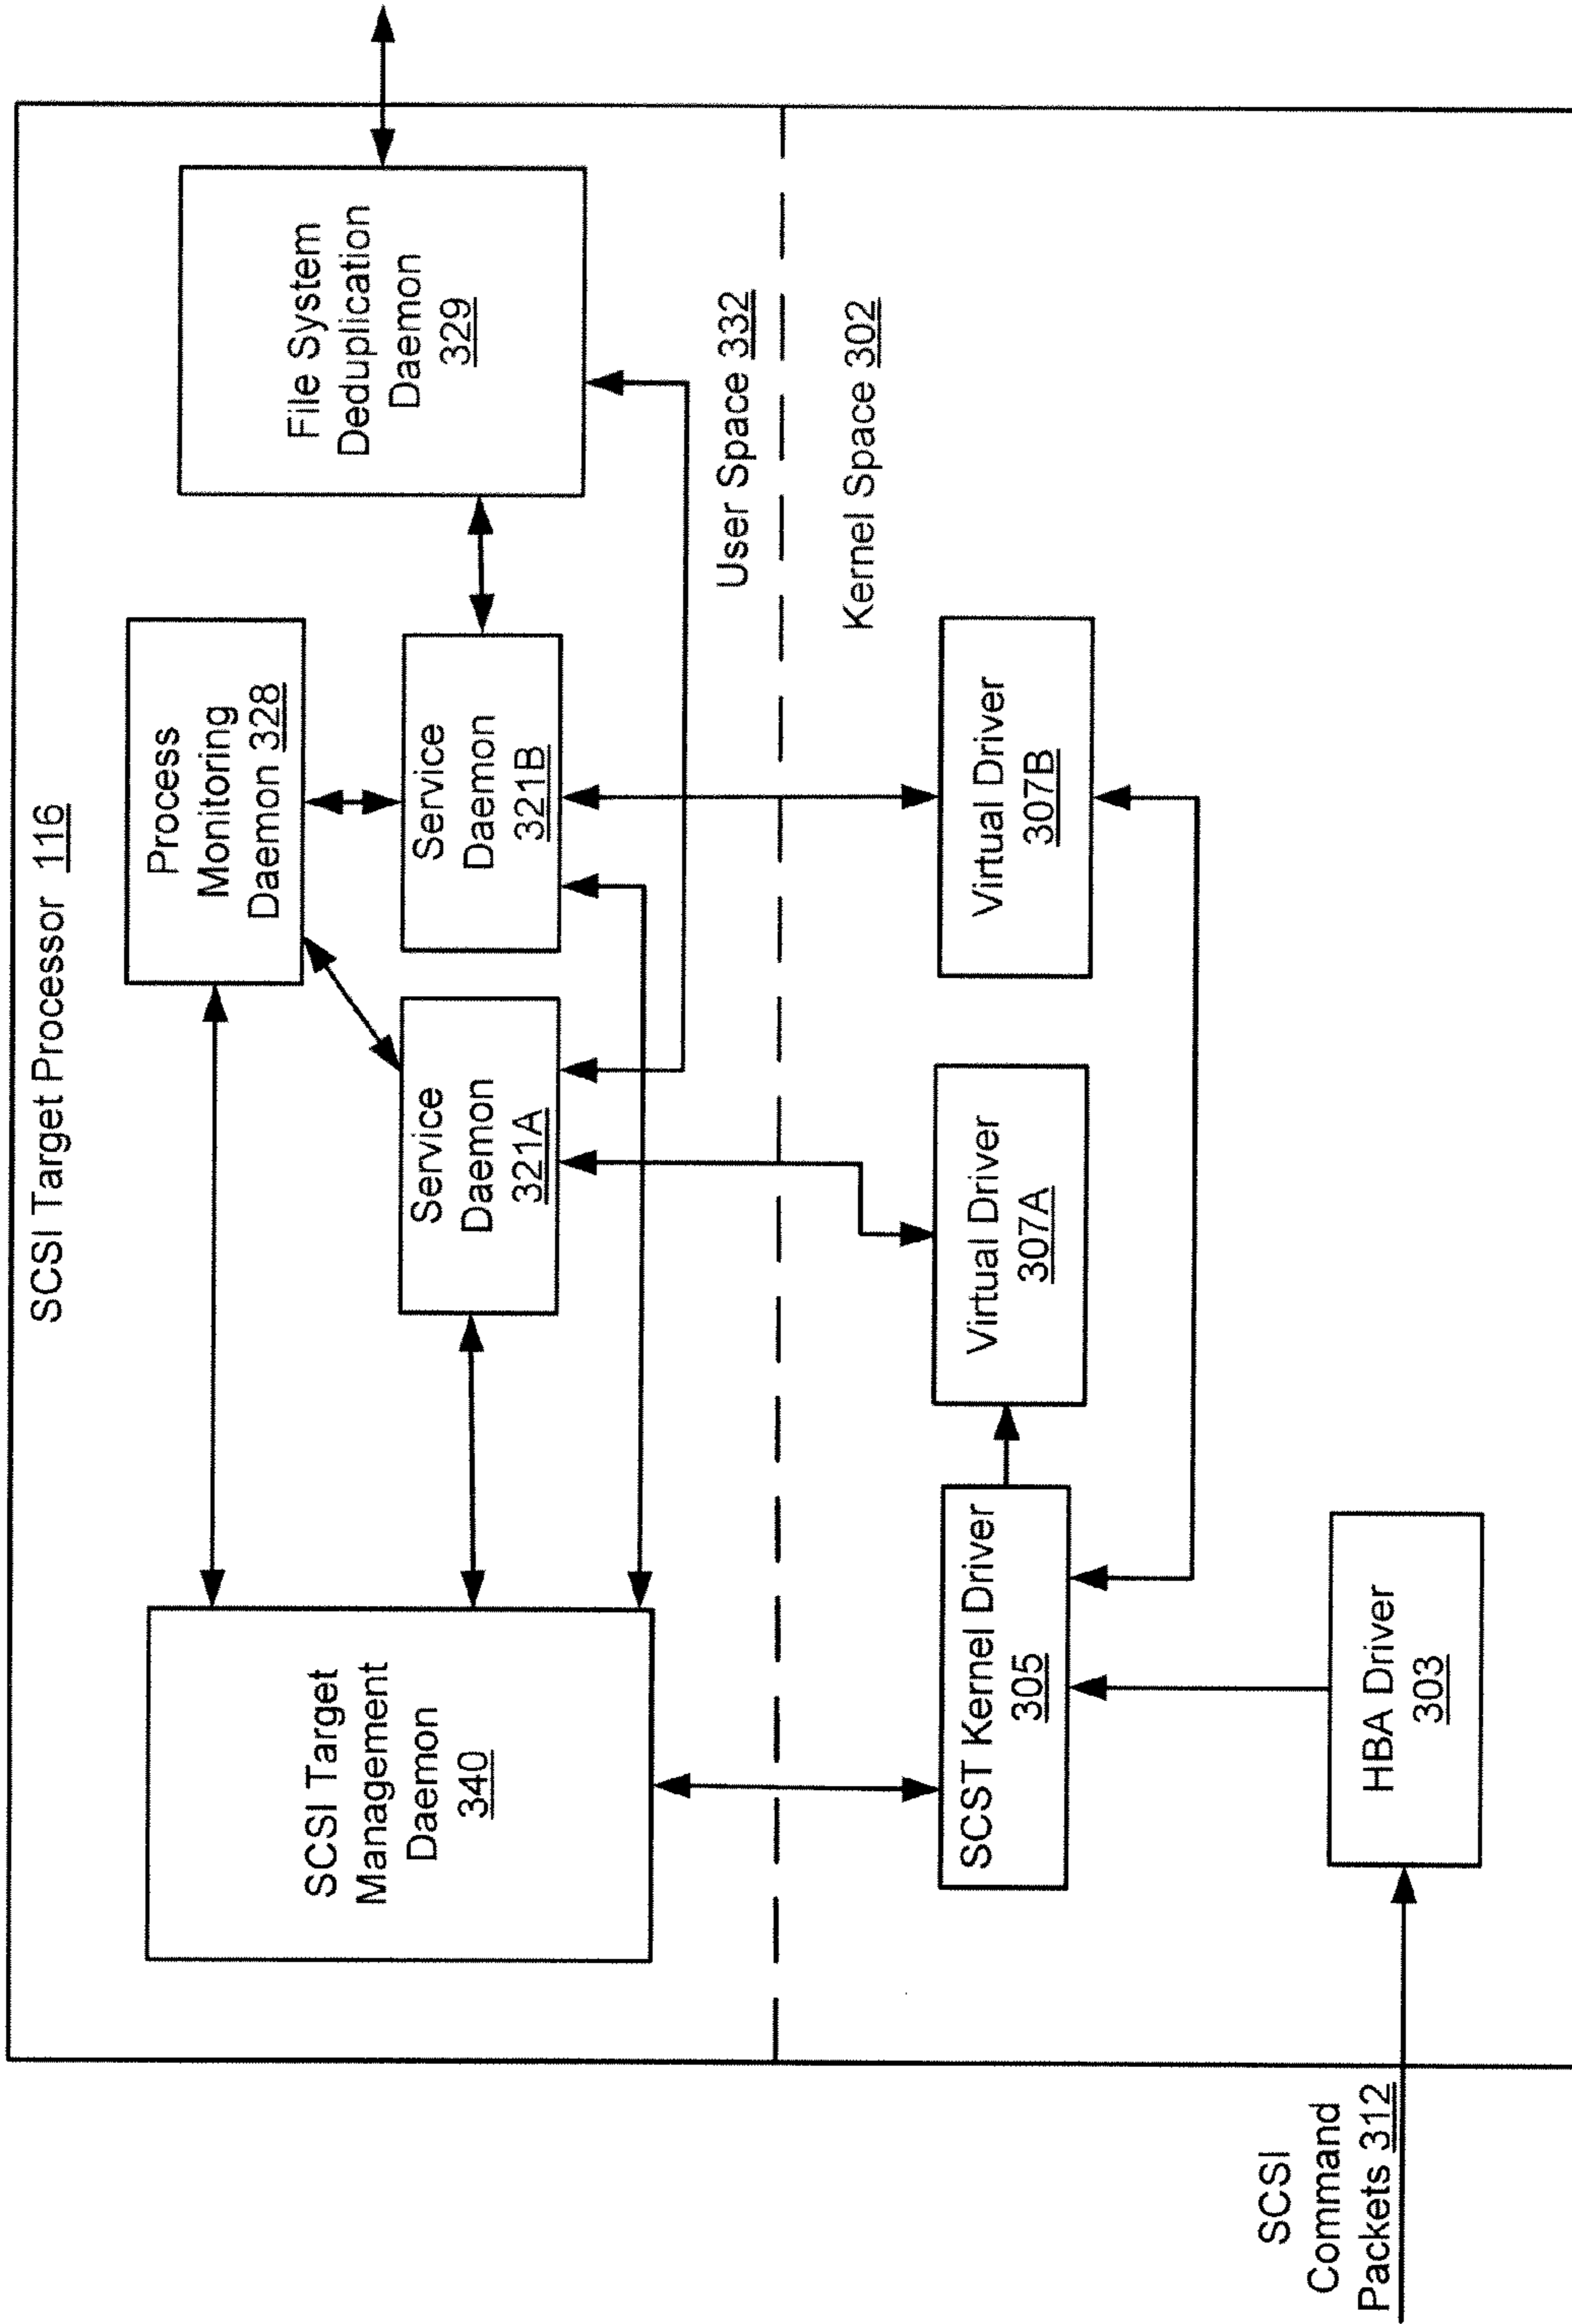 SCSI Target Processor 116
SCSI Target
Management
Daemon
340
Process
Monitoring
Daemon 328
Service
Daemon
321A
Service
Daemon
321B
File System
Deduplication
Daemon
329
User Space 332
Kernel Space 302
SCST Kernel Driver
305
Virtual Driver
307A
Virtual Driver
307B
HBA Driver
303
SCSI
Command
Packets 312